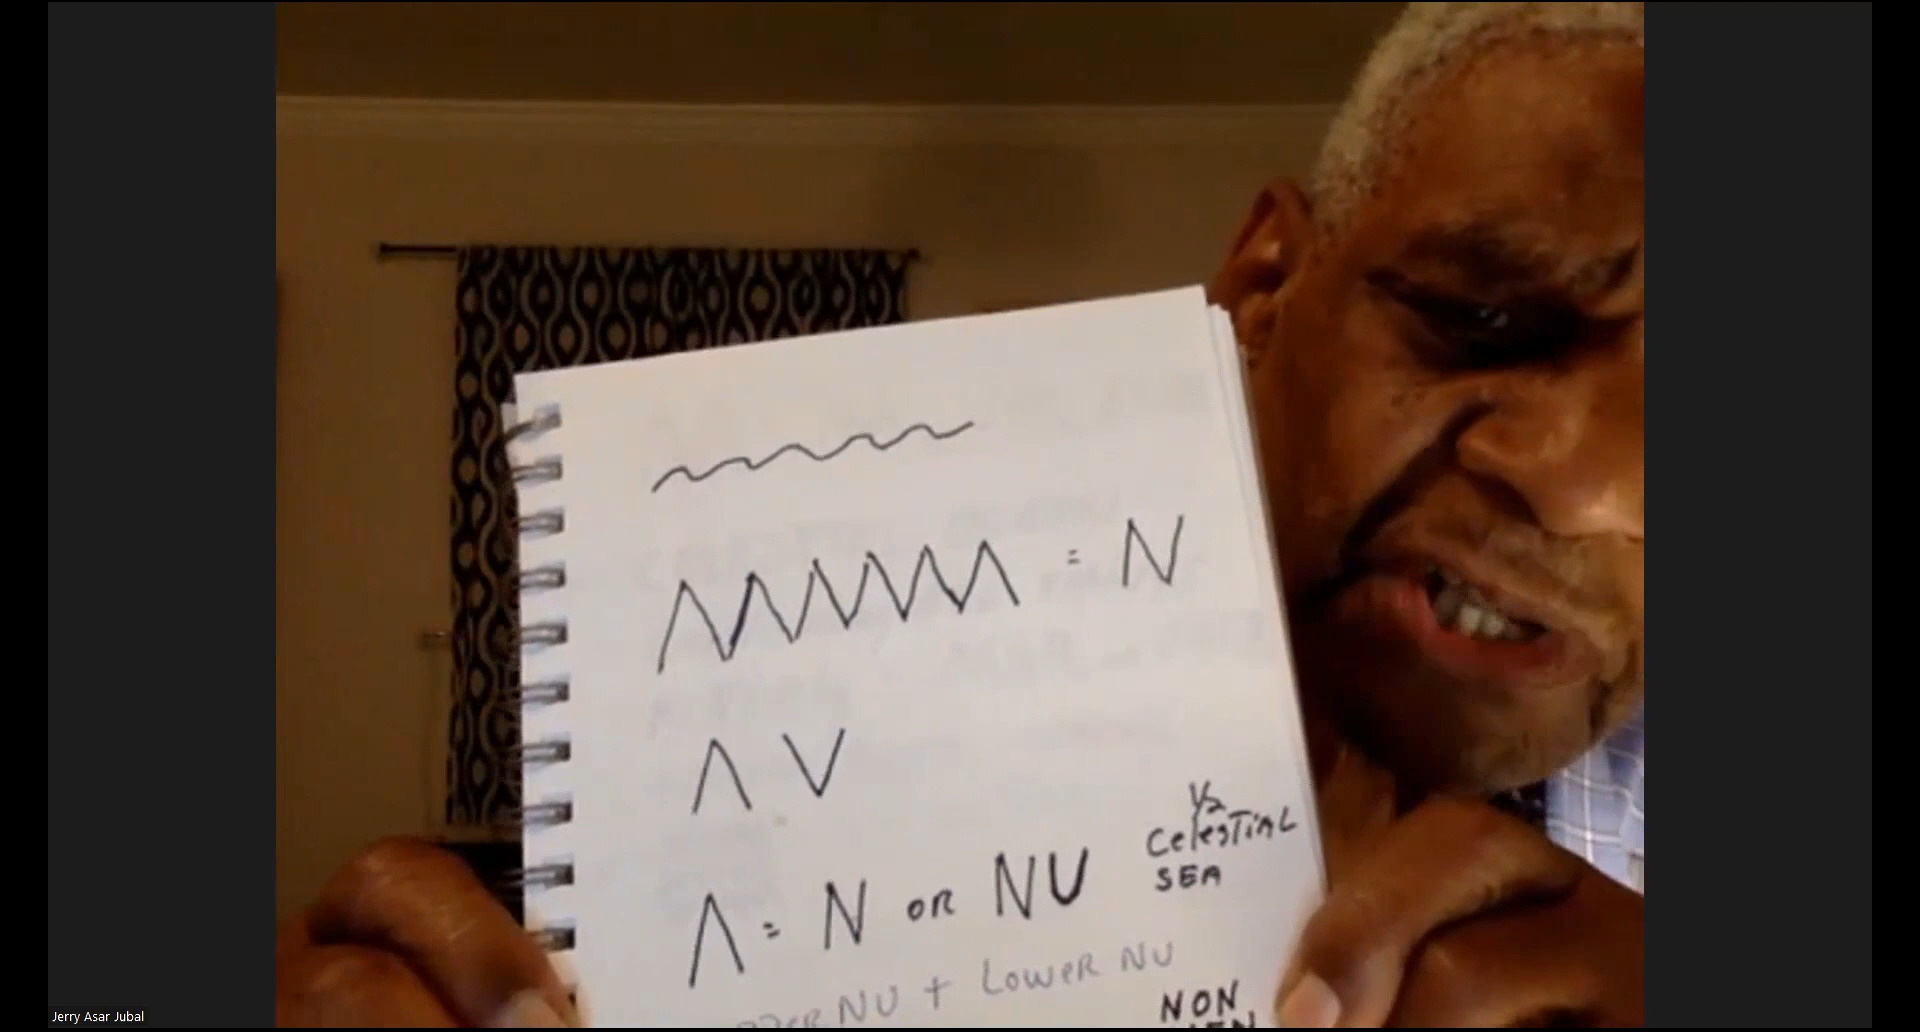 = N
Λ V
Λ = N OR NU
1/2
CelesTiAL
SEA
NU + LoweR NU
NON
Jerry Asar Jubal